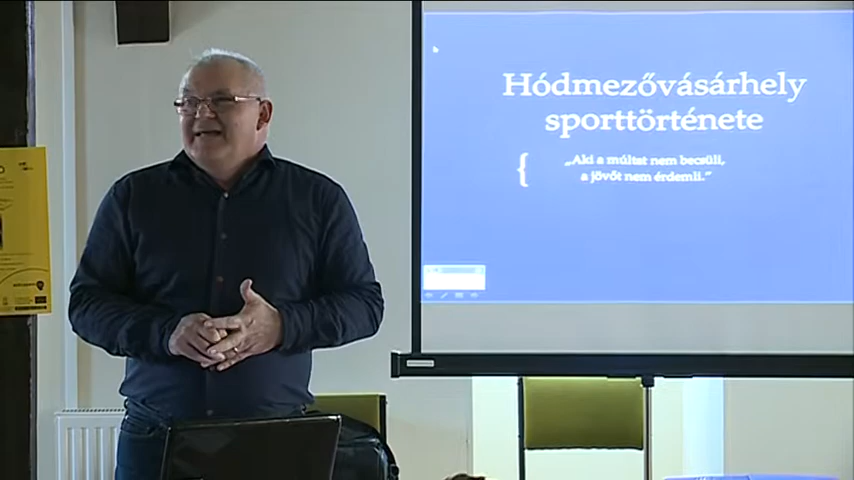 Hódmezővásárhely
sporttörténete
„Aki a múltat nem becsüli,
a jövőt nem érdemli.”